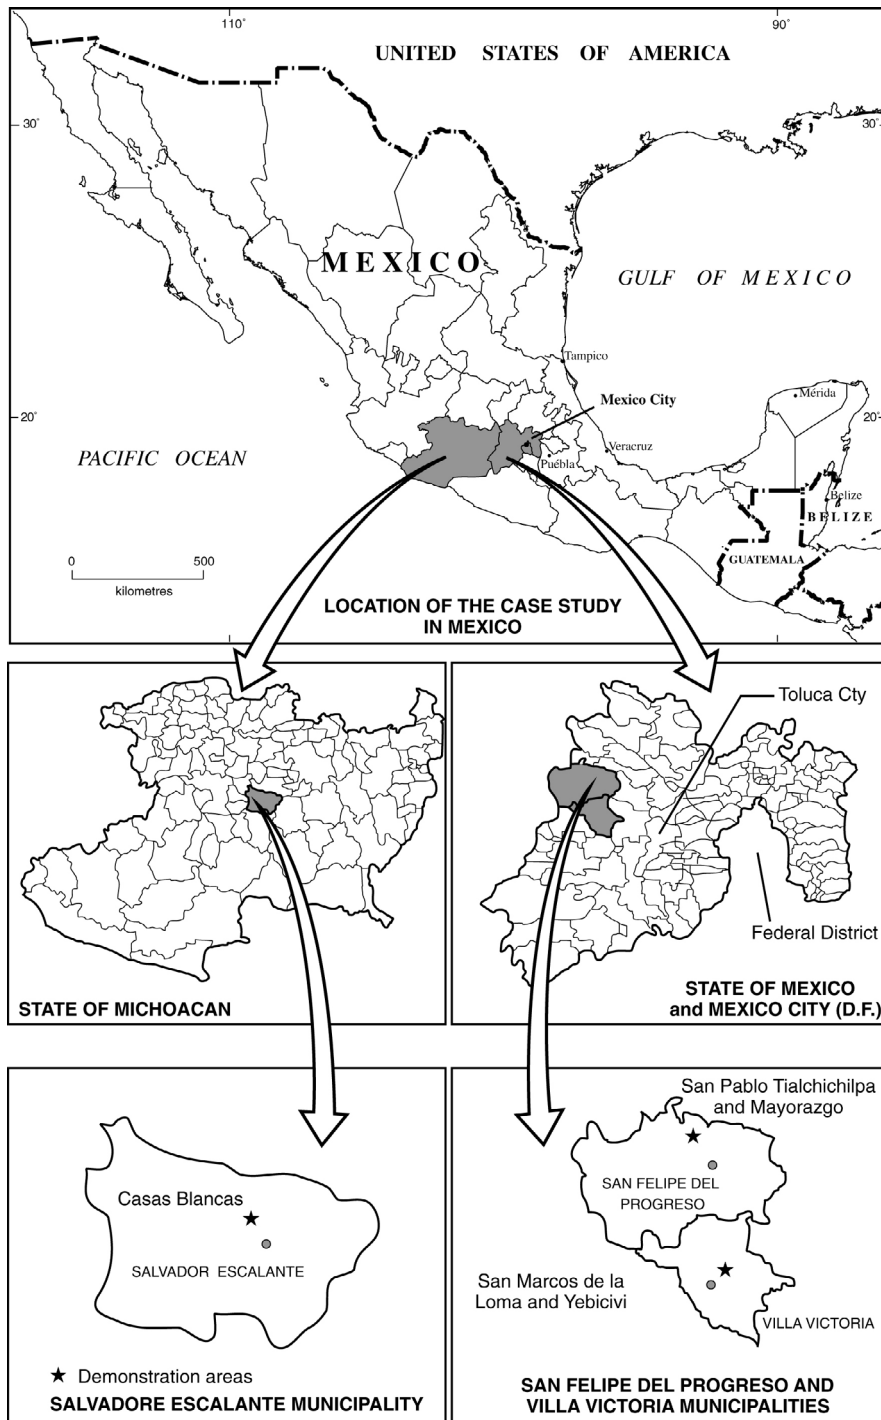 110°
90°
UNITED STATES OF AMERICA
30°
30°
MEXICO
GULF OF MEXICO
Tampico
Mérida
Mexico City
20°
20°
PACIFIC OCEAN
Veracruz
Puébla
Belize
BELIZE
GUATEMALA
0 500
kilometres
LOCATION OF THE CASE STUDY
IN MEXICO
110°
90°
Toluca Cty
Federal District
STATE OF MICHOACAN
STATE OF MEXICO
and MEXICO CITY (D.F.)
San Pablo Tialchichilpa
and Mayorazgo
Casas Blancas
SAN FELIPE DEL
PROGRESO
SALVADOR ESCALANTE
San Marcos de la
Loma and Yebicivi
VILLA VICTORIA
★ Demonstration areas
SALVADORE ESCALANTE MUNICIPALITY
SAN FELIPE DEL PROGRESO AND
VILLA VICTORIA MUNICIPALITIES